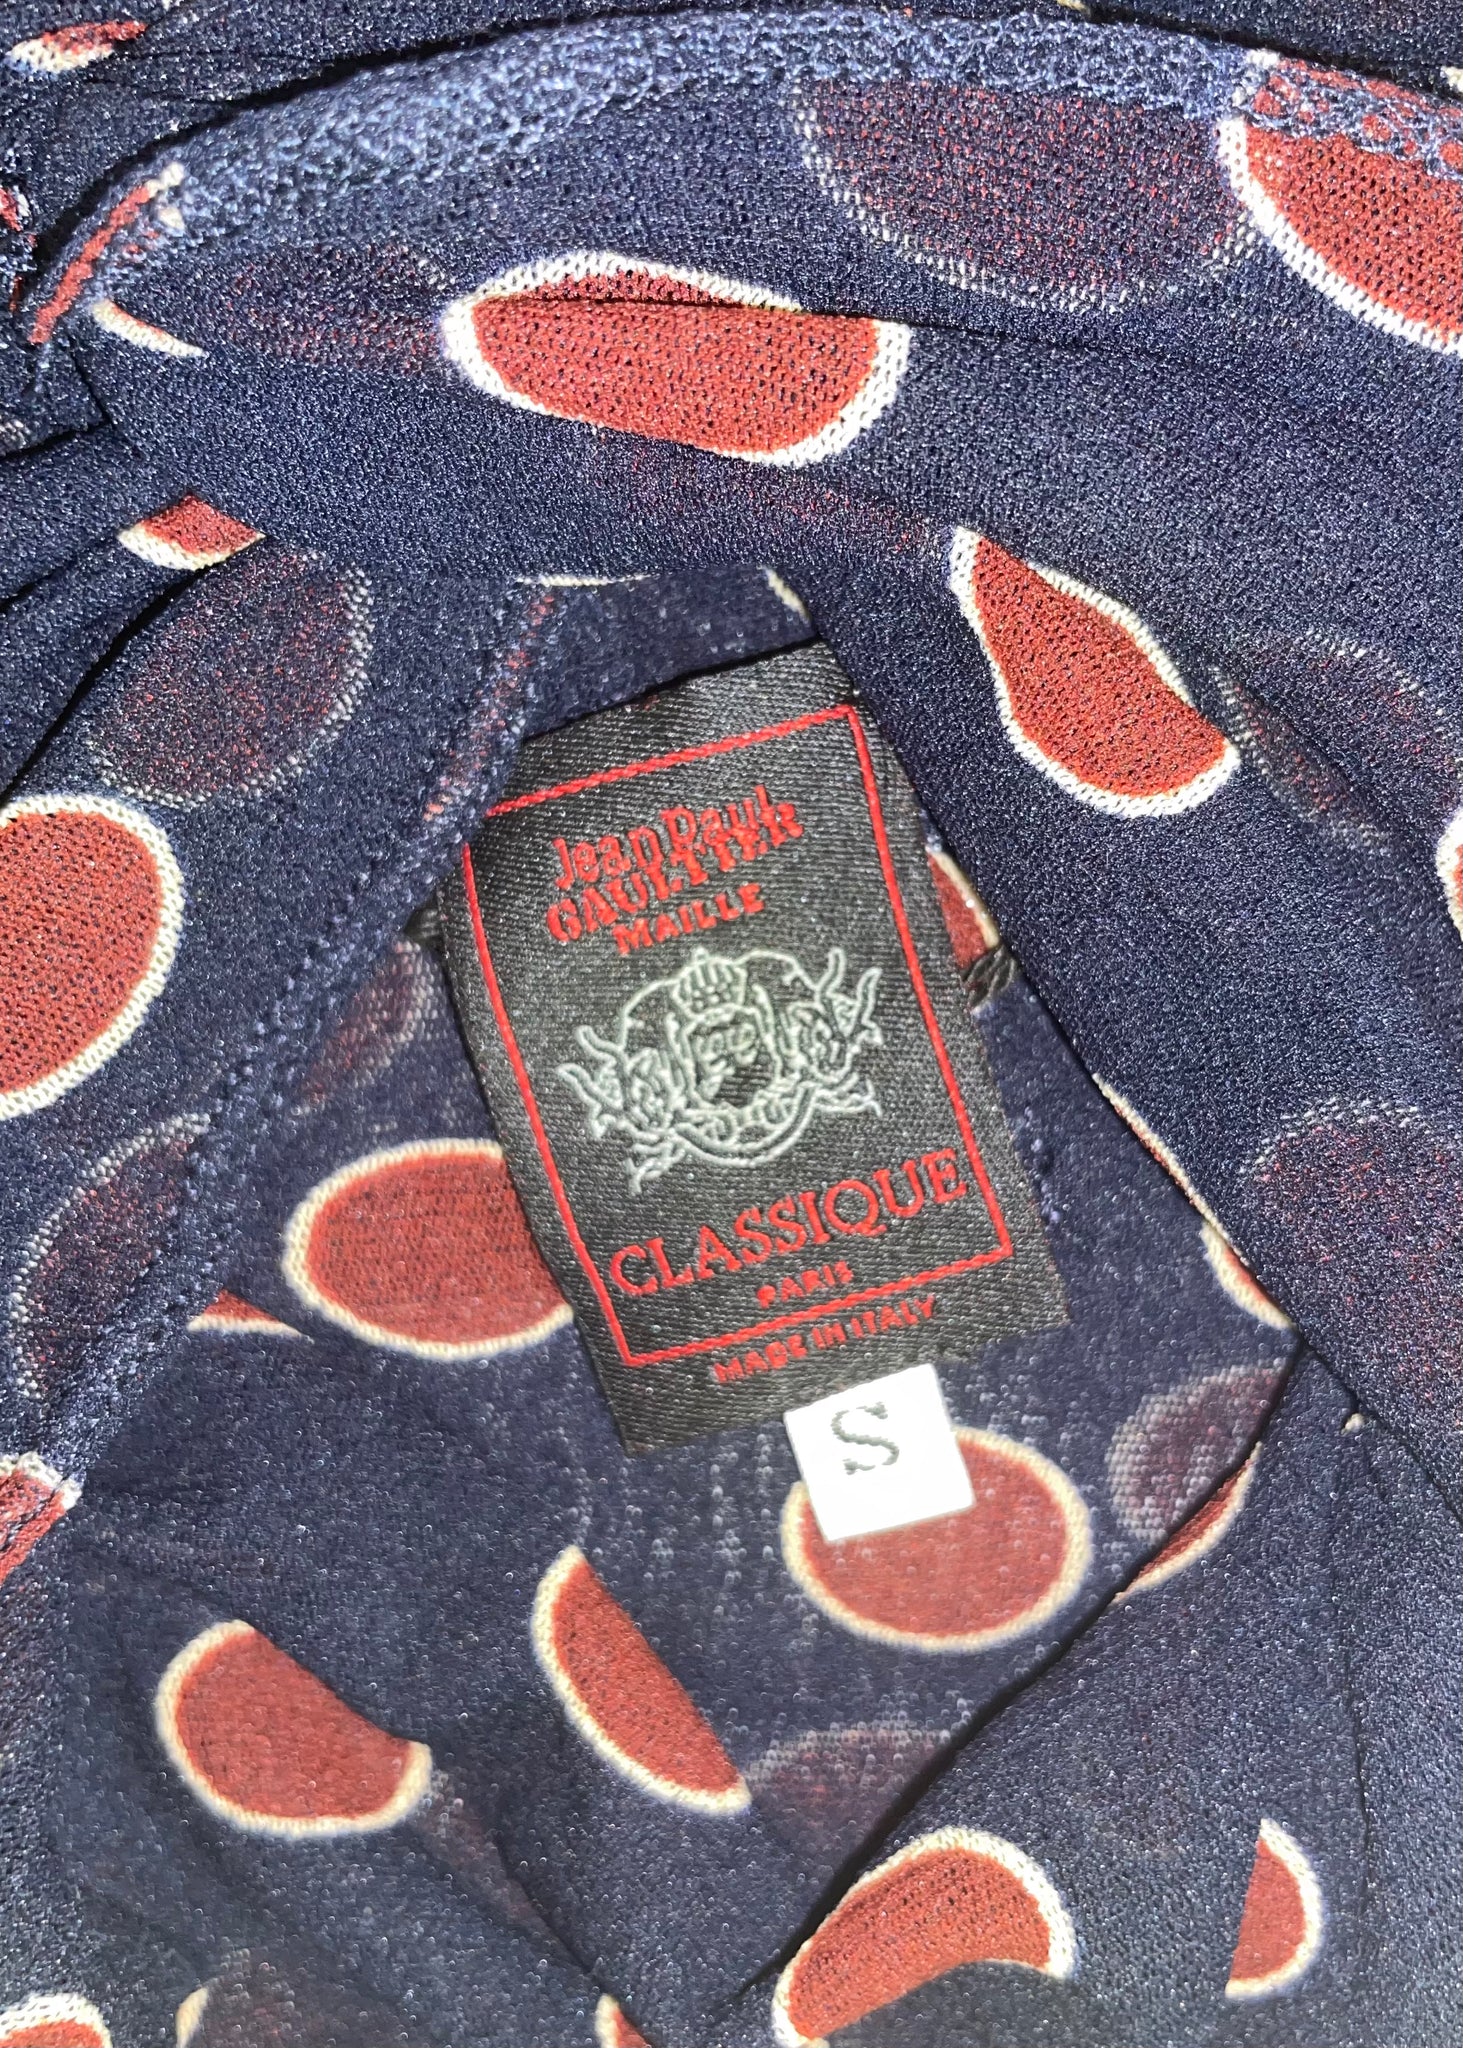 Jean Paul
GAULTIER
MAILLE
CLASSIQUE
PARIS
MADE IN ITALY
S